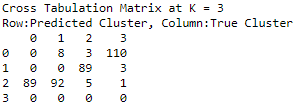 Cross Tabulation Matrix at K = 3
Row:Predicted Cluster, Column:True Cluster
0 1 2 3
0 0 8 3 110
1 0 0 89 3
2 89 92 5 1
3 0 0 0 0